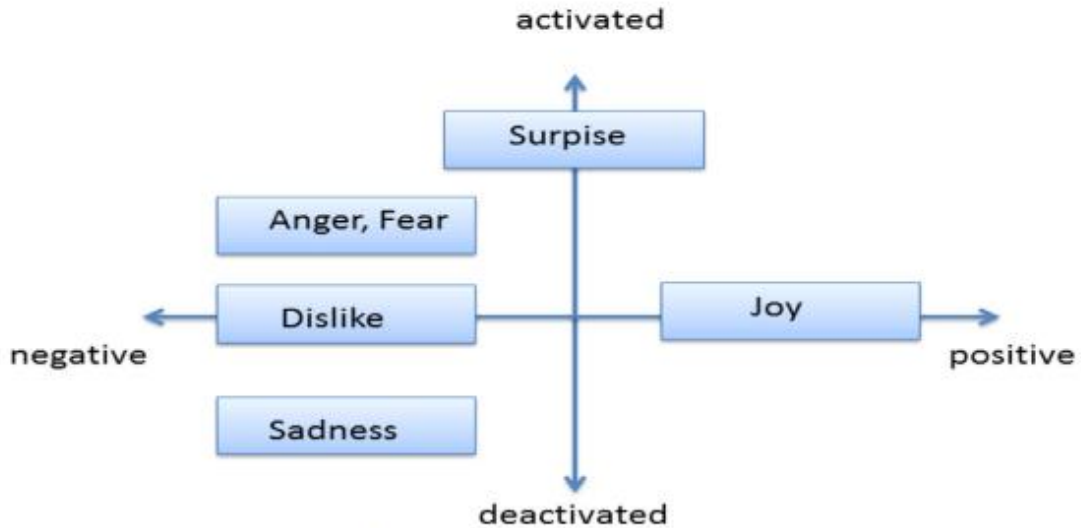 activated
Surpise
Anger, Fear
Dislike
Joy
negative
positive
Sadness
deactivated